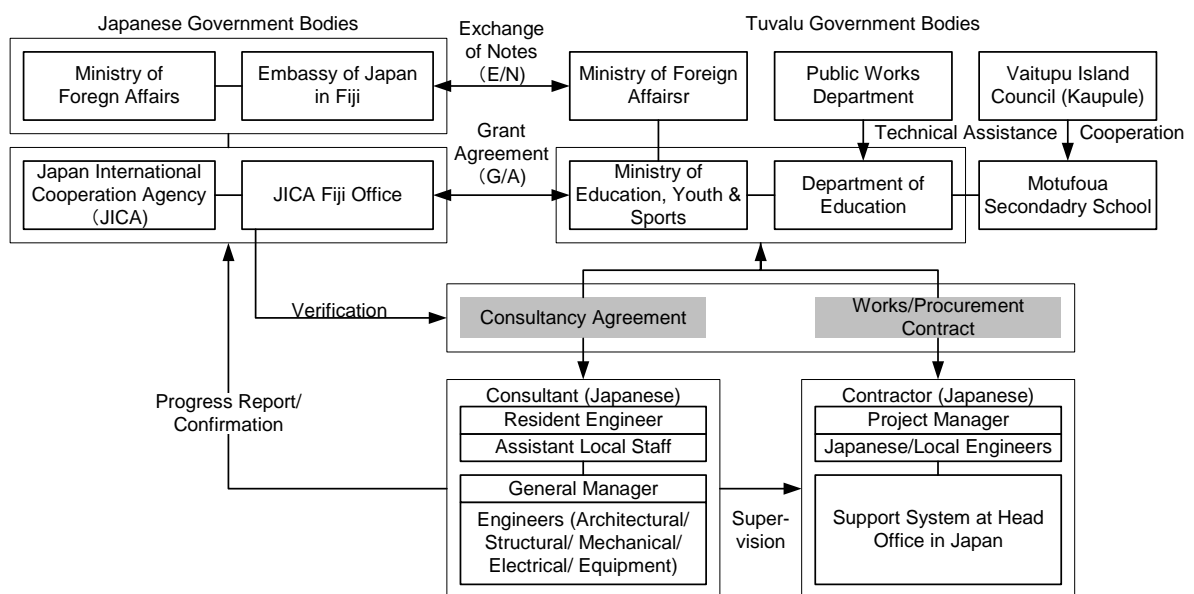 Japanese Government Bodies
Tuvalu Government Bodies
Ministry of
Foregn Affairs
Embassy of Japan
in Fiji
Exchange
of Notes
（E/N）
Ministry of Foreign
Affairsr
Public Works
Department
Vaitupu Island
Council (Kaupule)
Technical Assistance
Cooperation
Japan International
Cooperation Agency
（JICA）
JICA Fiji Office
Grant
Agreement
（G/A）
Ministry of
Education, Youth &
Sports
Department of
Education
Motufoua
Secondadry School
Verification
Consultancy Agreement
Works/Procurement
Contract
Progress Report/
Confirmation
Consultant (Japanese)
Resident Engineer
Assistant Local Staff
General Manager
Engineers (Architectural/
Structural/ Mechanical/
Electrical/ Equipment)
Super-
vision
Contractor (Japanese)
Project Manager
Japanese/Local Engineers
Support System at Head
Office in Japan